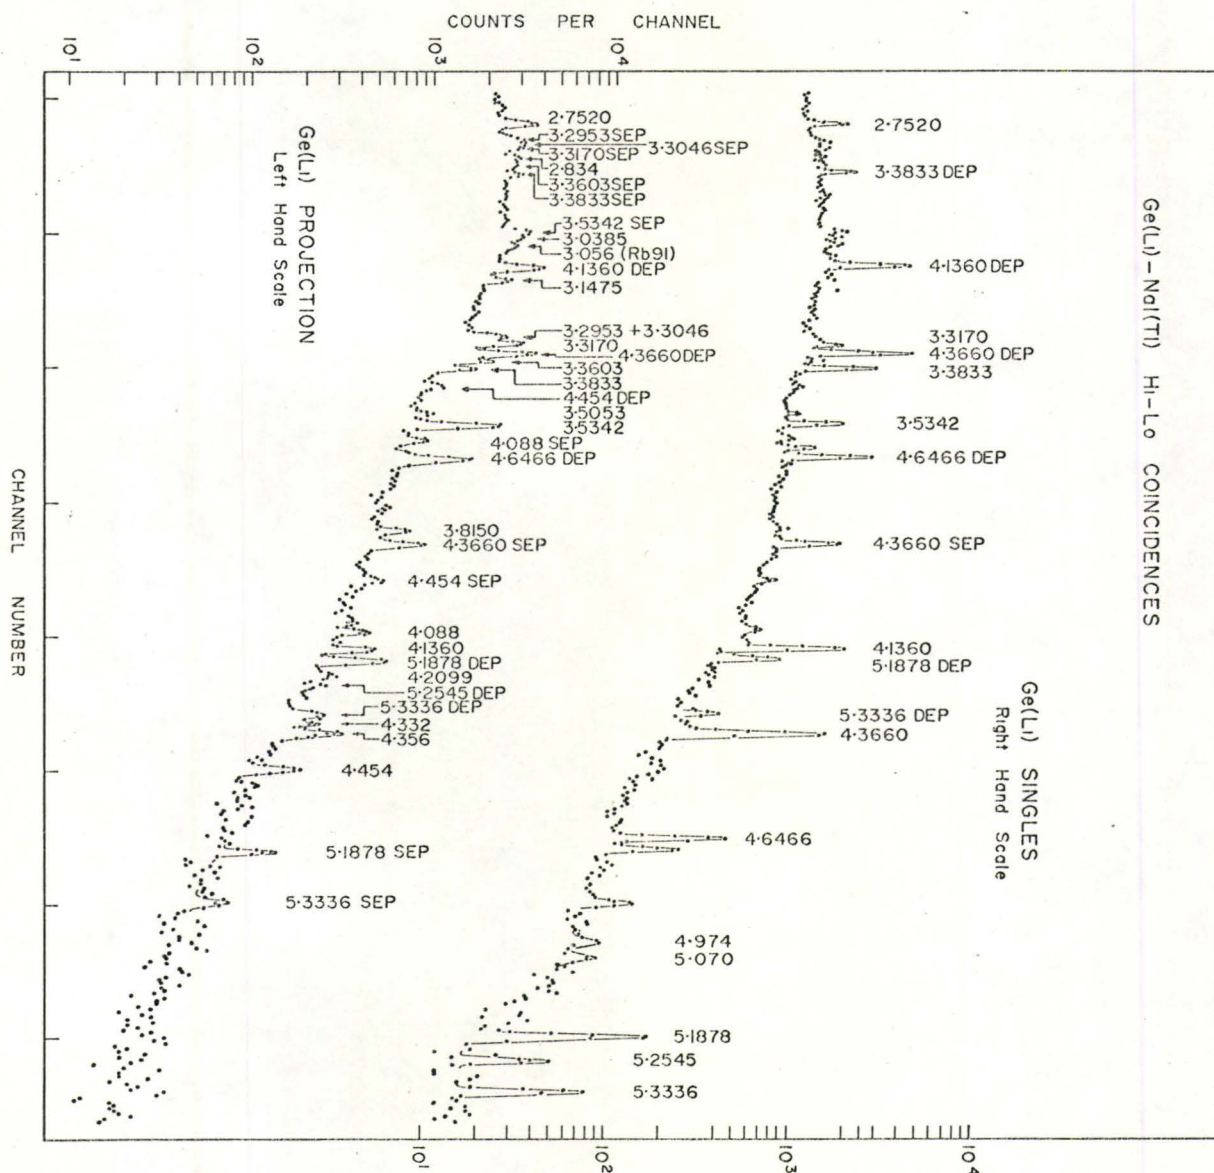 COUNTS PER CHANNEL
10¹
10²
10³
10⁴
Ge(Li)-NaI(Tl) Hi-Lo COINCIDENCES
Ge(Li) PROJECTION
Left Hand Scale
2·7520
3·2953SEP
3·3046SEP
3·3170SEP
2·834
3·3603SEP
3·3833SEP
3·5342 SEP
3·0385
3·056 (Rb91)
4·1360 DEP
3·1475
3·2953 +3·3046
3·3170
4·3660DEP
3·3603
3·3833
4·454 DEP
3·5053
3·5342
4·088 SEP
4·6466 DEP
3·8150
4·3660 SEP
4·454 SEP
4·088
4·1360
5·1878 DEP
4·2099
5·2545 DEP
5·3336 DEP
4·332
4·356
4·454
5·1878 SEP
5·3336 SEP
Ge(Li) SINGLES
Right Hand Scale
2·7520
3·3833 DEP
4·1360 DEP
3·3170
4·3660 DEP
3·3833
3·5342
4·6466 DEP
4·3660 SEP
4·1360
5·1878 DEP
5·3336 DEP
4·3660
4·6466
4·974
5·070
5·1878
5·2545
5·3336
CHANNEL NUMBER
10¹
10²
10³
10⁴